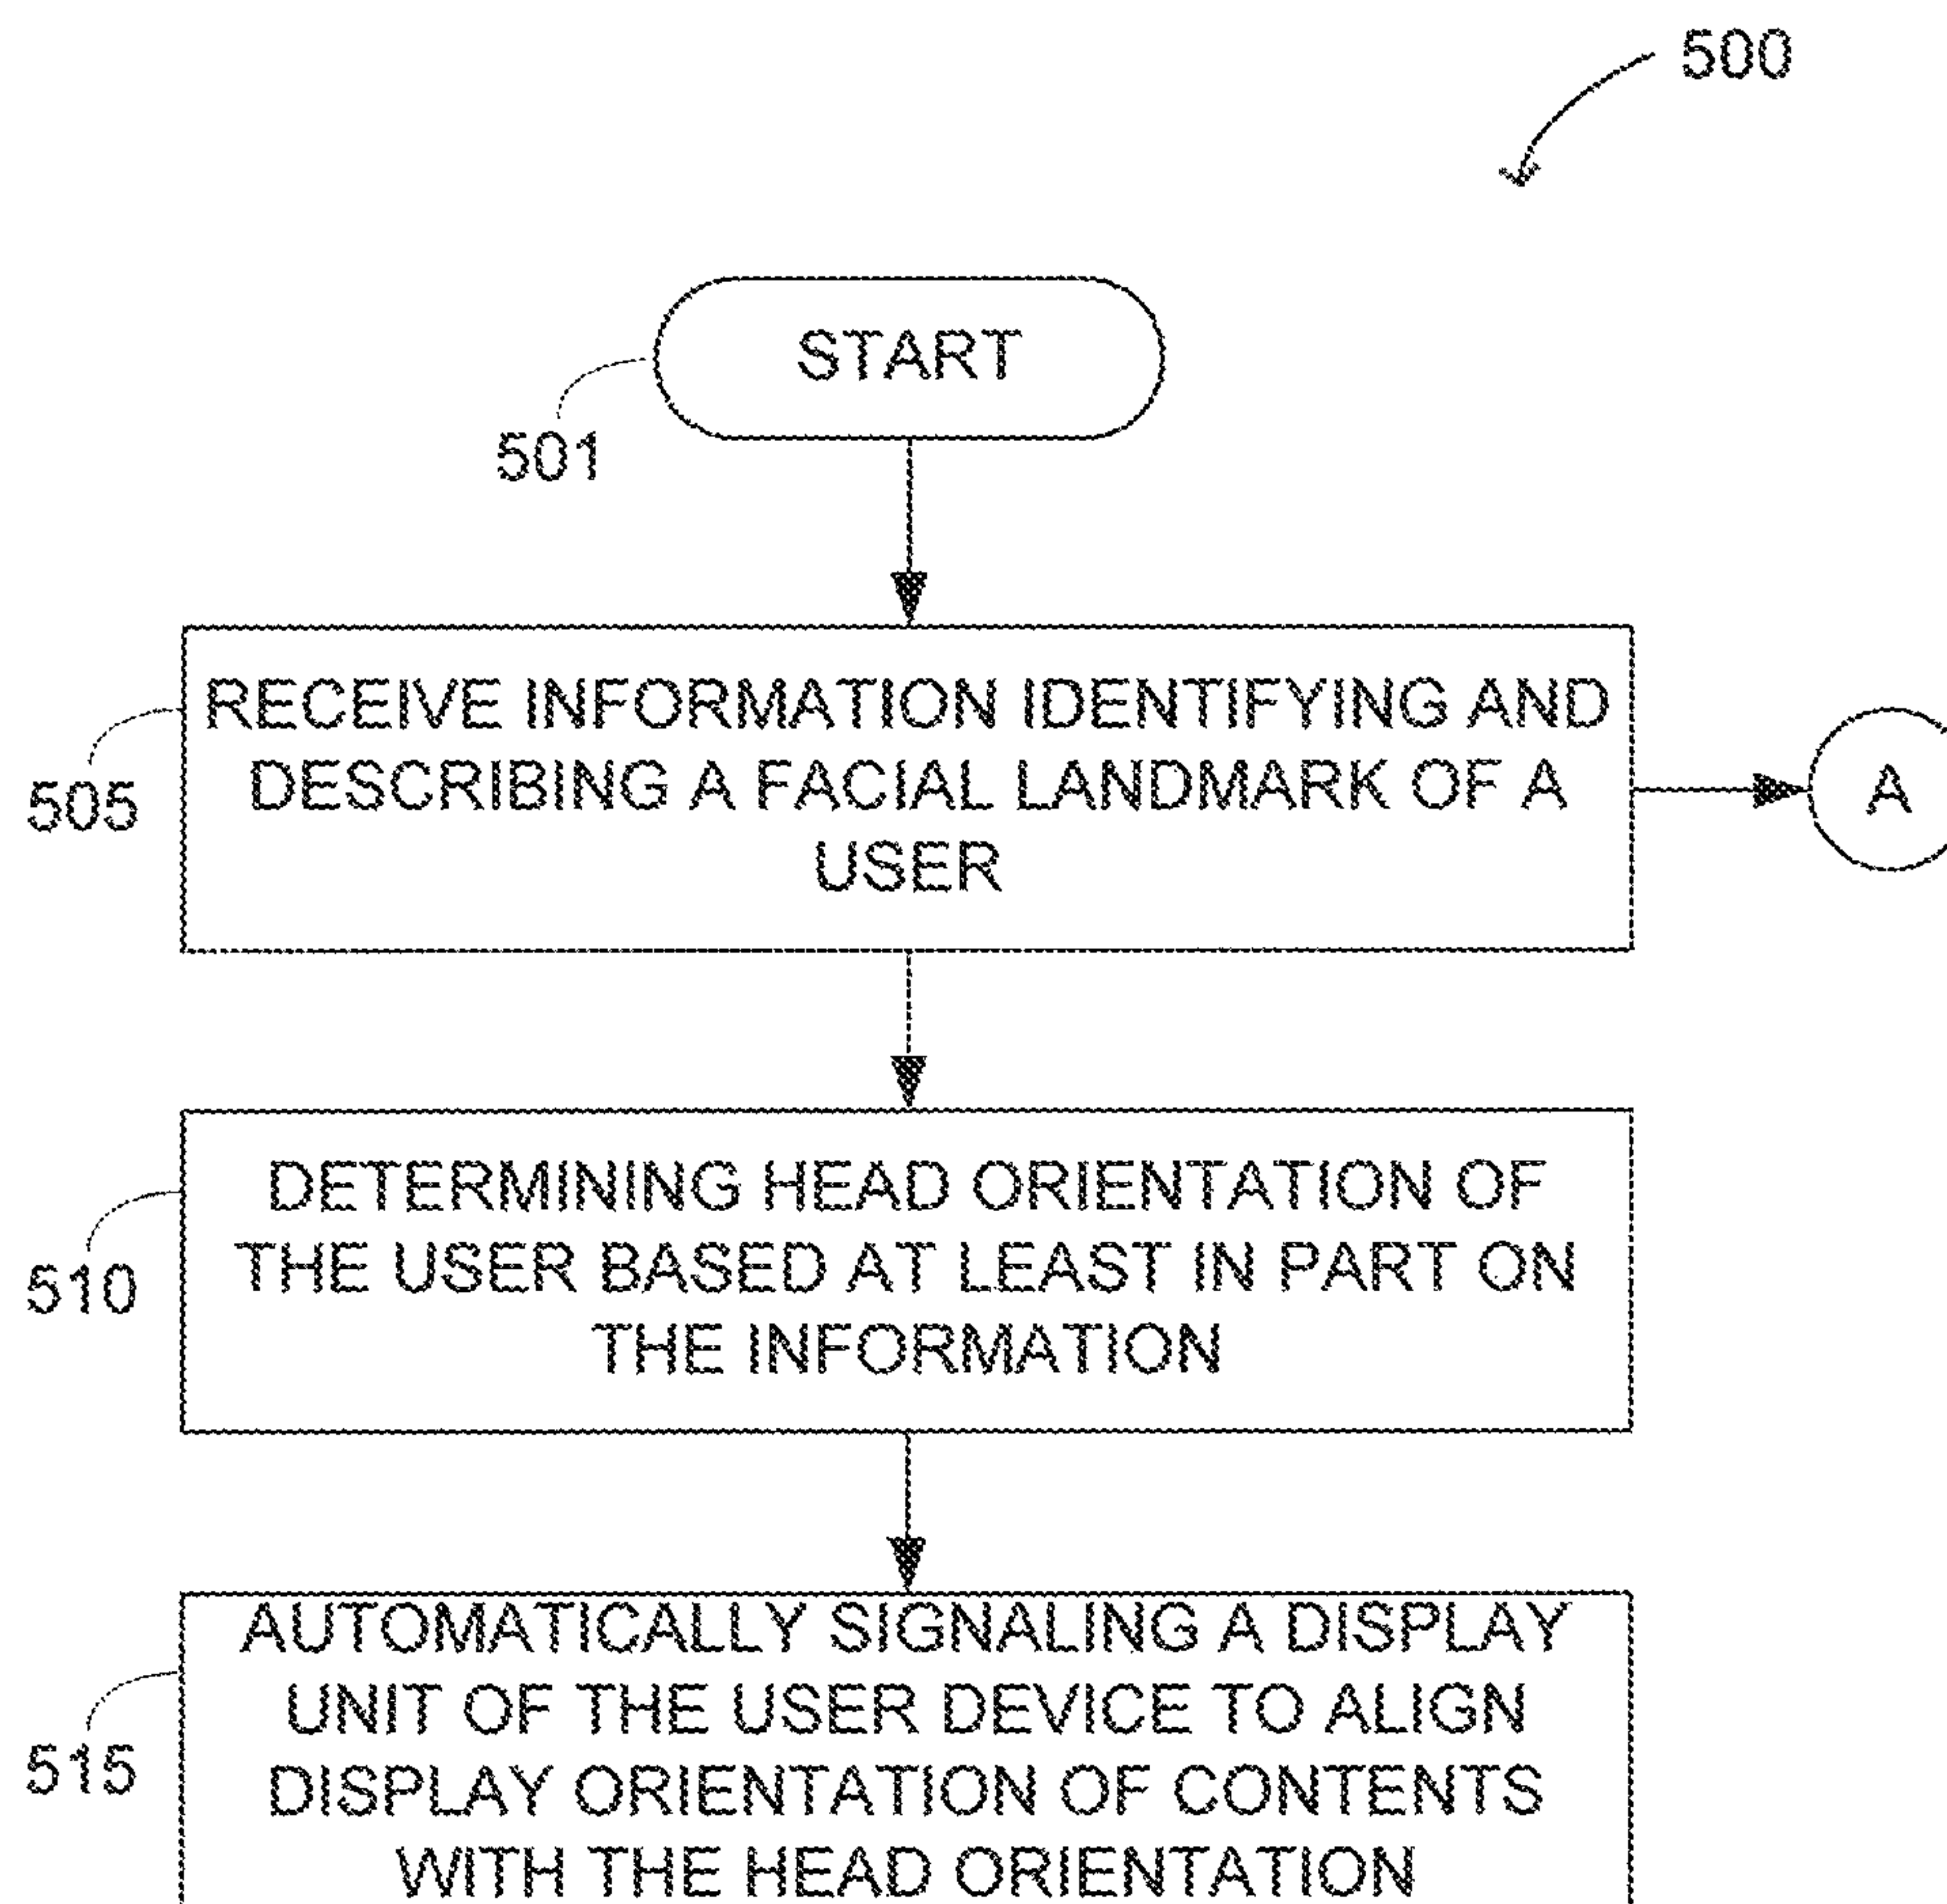 500
START
501
RECEIVE INFORMATION IDENTIFYING AND
DESCRIBING A FACIAL LANDMARK OF A
USER
505
A
DETERMINING HEAD ORIENTATION OF
THE USER BASED AT LEAST IN PART ON
THE INFORMATION
510
AUTOMATICALLY SIGNALING A DISPLAY
UNIT OF THE USER DEVICE TO ALIGN
DISPLAY ORIENTATION OF CONTENTS
WITH THE HEAD ORIENTATION
515